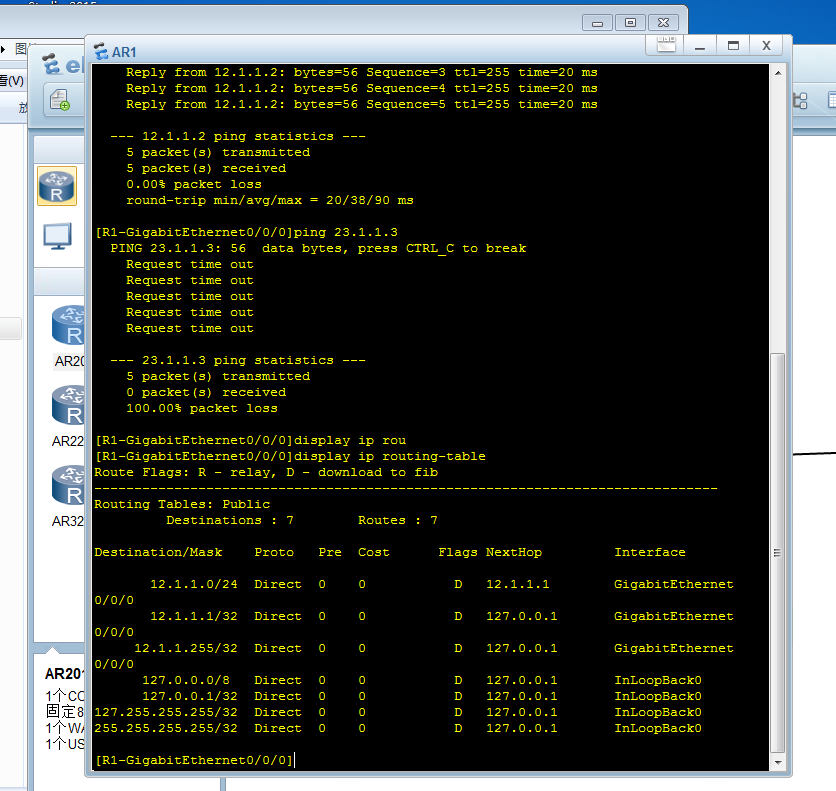 AR1
看(V)
Reply from 12.1.1.2: bytes=56 Sequence=3 ttl=255 time=20 ms
Reply from 12.1.1.2: bytes=56 Sequence=4 ttl=255 time=20 ms
Reply from 12.1.1.2: bytes=56 Sequence=5 ttl=255 time=20 ms
--- 12.1.1.2 ping statistics ---
5 packet(s) transmitted
5 packet(s) received
0.00% packet loss
round-trip min/avg/max = 20/38/90 ms
[R1-GigabitEthernet0/0/0]ping 23.1.1.3
PING 23.1.1.3: 56  data bytes, press CTRL_C to break
Request time out
Request time out
Request time out
Request time out
Request time out
--- 23.1.1.3 ping statistics ---
5 packet(s) transmitted
0 packet(s) received
100.00% packet loss
[R1-GigabitEthernet0/0/0]display ip rou
[R1-GigabitEthernet0/0/0]display ip routing-table
Route Flags: R - relay, D - download to fib
------------------------------------------------------------------------------
Routing Tables: Public
Destinations : 7        Routes : 7
Destination/Mask    Proto   Pre  Cost      Flags NextHop         Interface
12.1.1.0/24  Direct  0    0           D   12.1.1.1        GigabitEthernet
0/0/0
12.1.1.1/32  Direct  0    0           D   127.0.0.1       GigabitEthernet
0/0/0
12.1.1.255/32  Direct  0    0           D   127.0.0.1       GigabitEthernet
0/0/0
127.0.0.0/8   Direct  0    0           D   127.0.0.1       InLoopBack0
127.0.0.1/32  Direct  0    0           D   127.0.0.1       InLoopBack0
127.255.255.255/32  Direct  0    0           D   127.0.0.1       InLoopBack0
255.255.255.255/32  Direct  0    0           D   127.0.0.1       InLoopBack0
[R1-GigabitEthernet0/0/0]
R
R
AR20
R
AR22
R
AR32
AR201
1个CO
固定8
1个WA
1个US